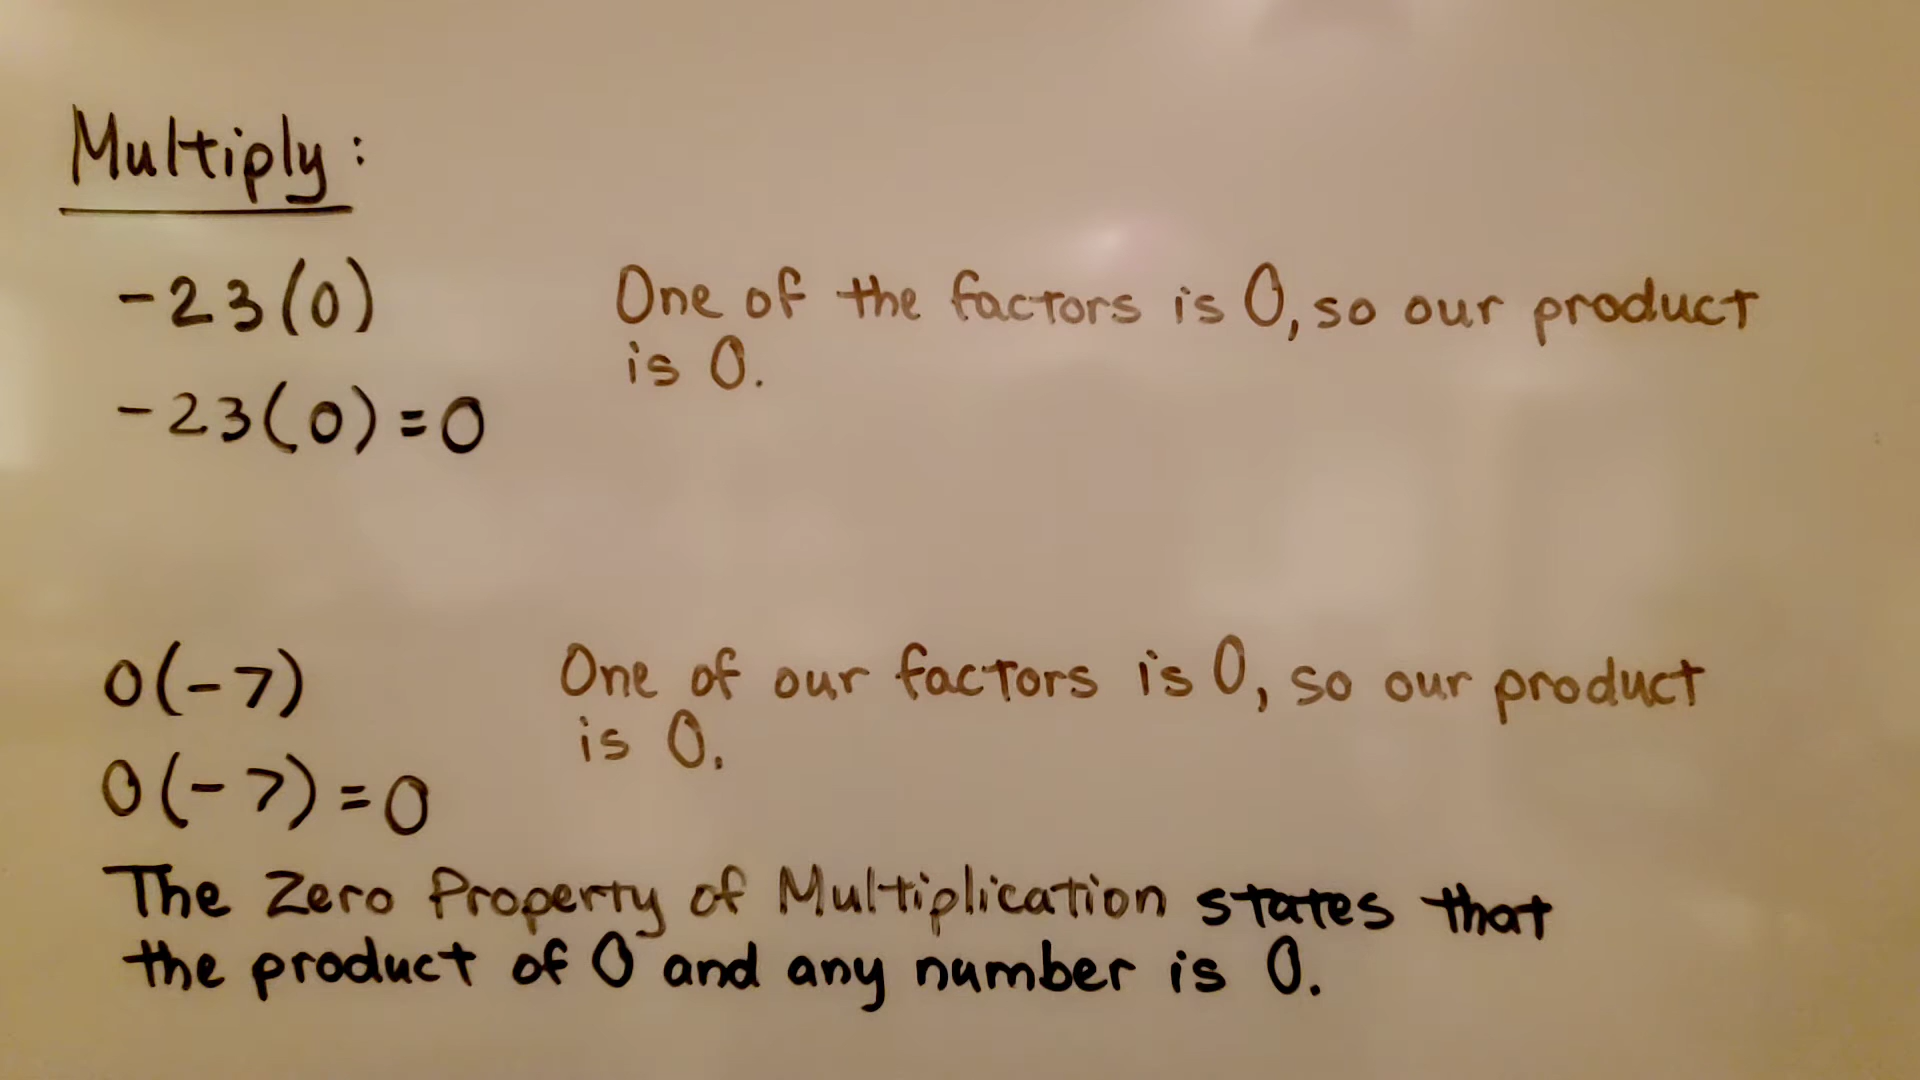 Multiply:
-23(0)
One of the factors is 0, so our product
is 0.
-23(0)=0
0(-7)
One of our factors is 0, so our product
is 0.
0(-7)=0
The Zero Property of Multiplication states that
the product of 0 and any number is 0.